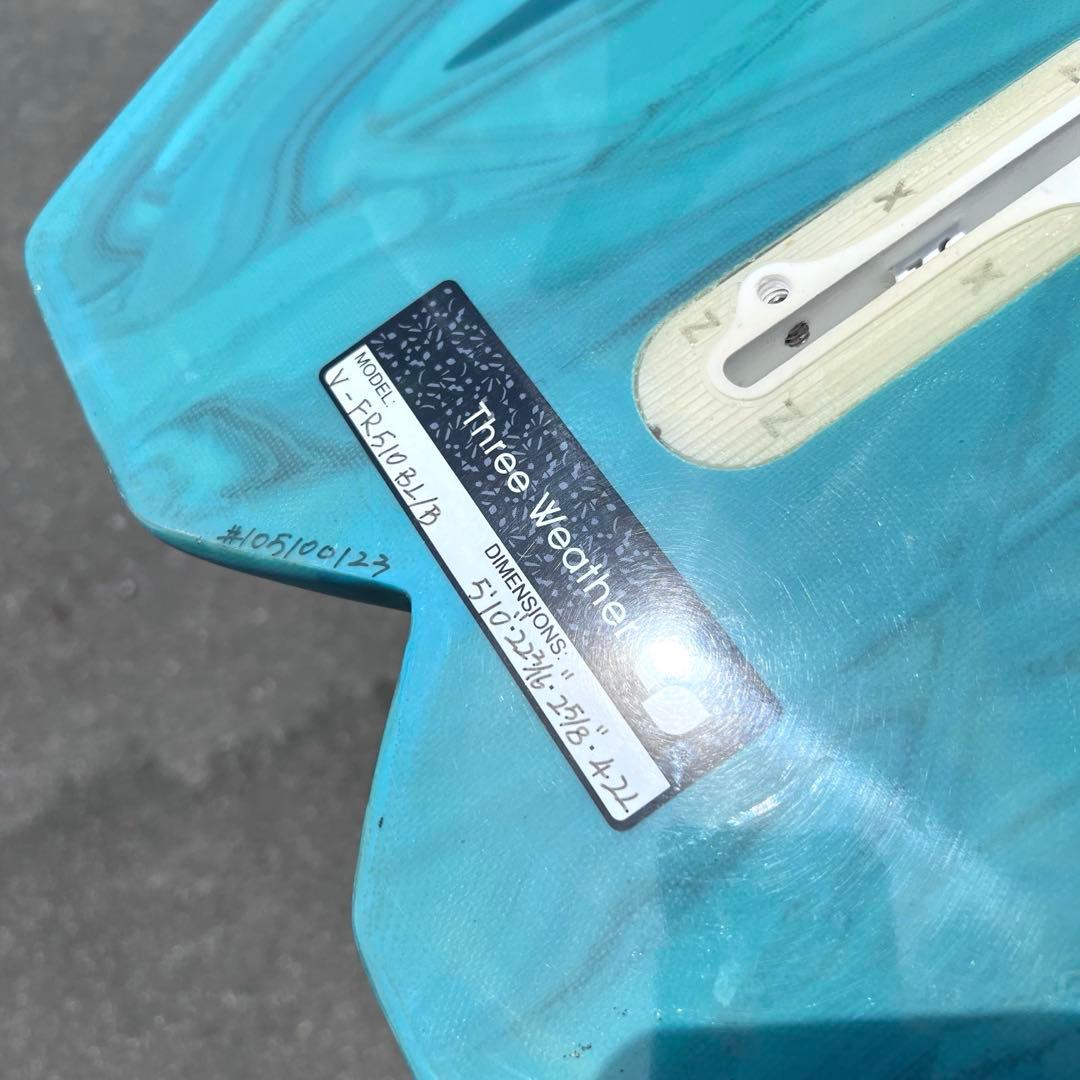 Three Weather
MODEL:
V-FR510BL/B
DIMENSIONS:
5'10"·22 3/16"·2 5/8"·42L
#105100123
X
X
Z
Z